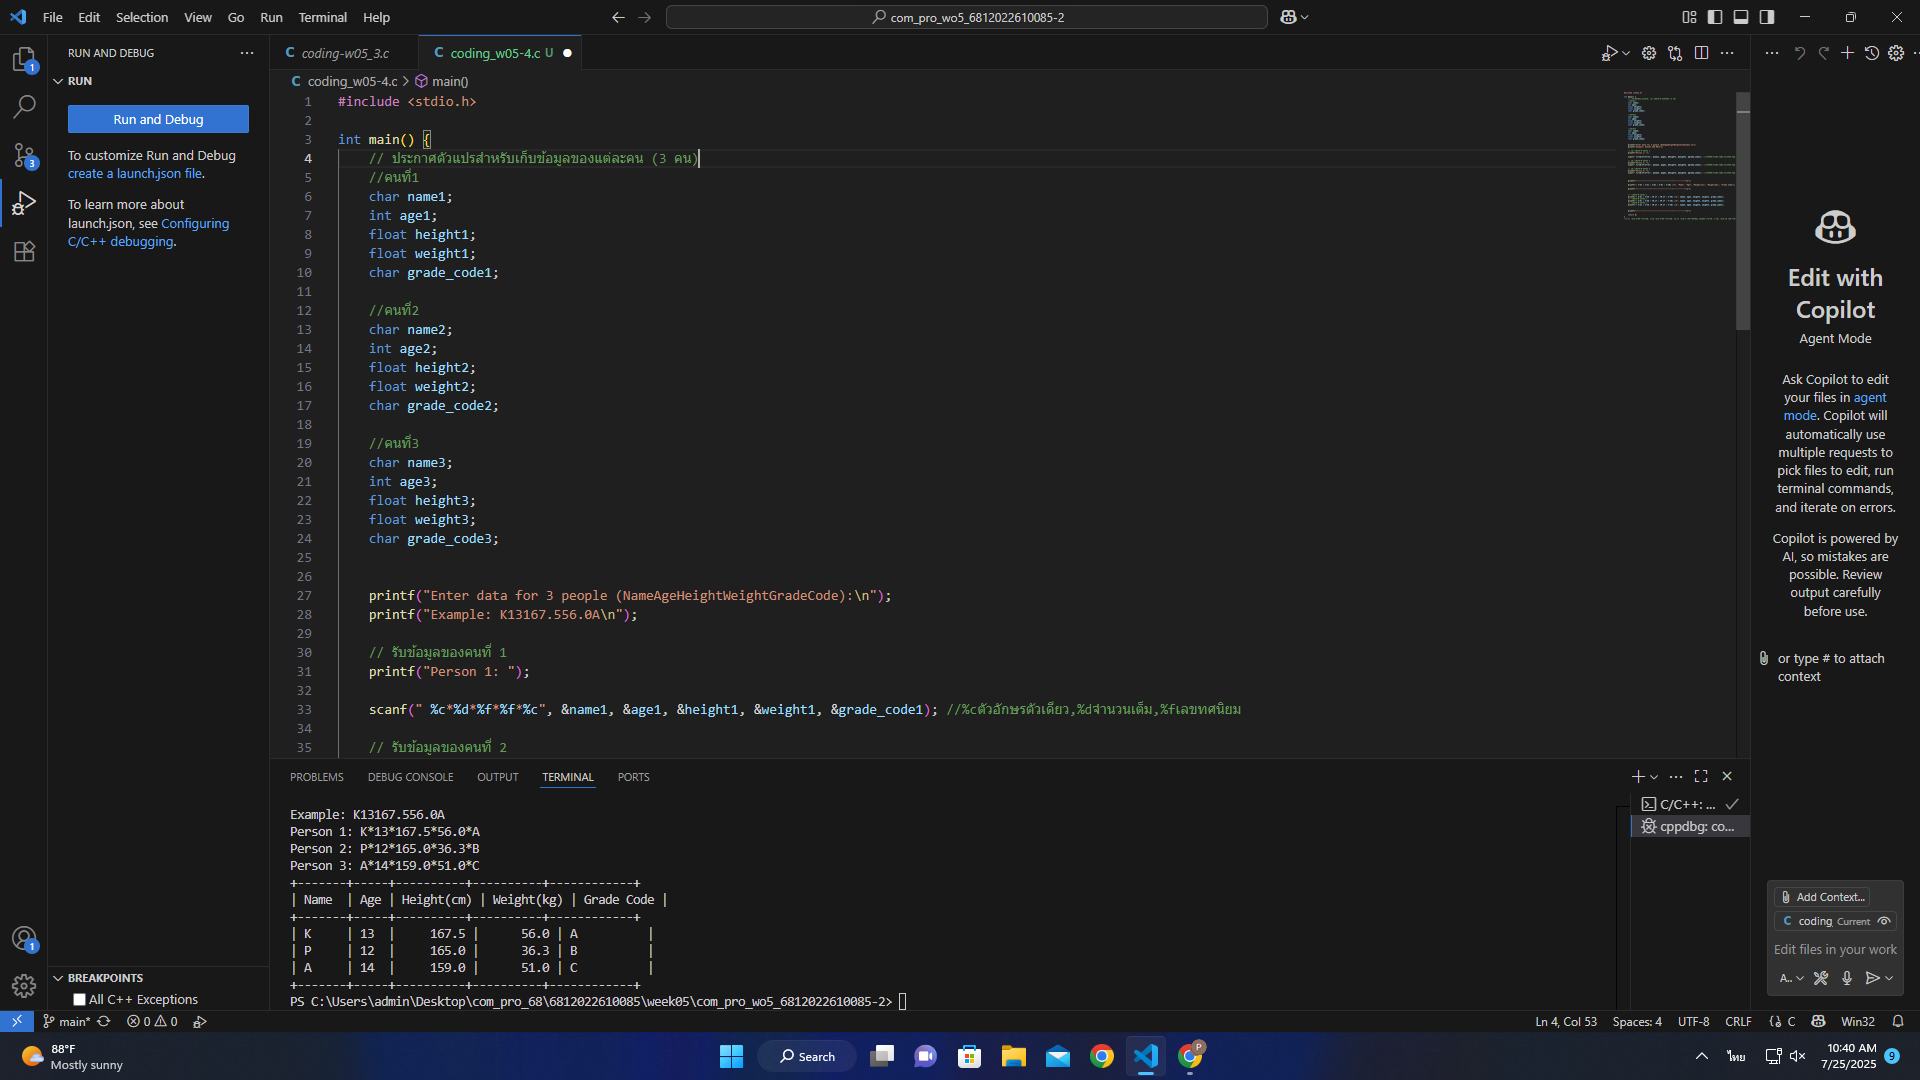 File Edit Selection View Go Run Terminal Help
com_pro_wo5_6812022610085-2
RUN AND DEBUG
RUN
Run and Debug
To customize Run and Debug
create a launch.json file.
To learn more about
launch.json, see Configuring
C/C++ debugging.
1
3
1
BREAKPOINTS
All C++ Exceptions
C coding-w05_3.c
C coding_w05-4.c U
C coding_w05-4.c > main()
1 #include <stdio.h>
2
3 int main() {
4 // ประกาศตัวแปรสำหรับเก็บข้อมูลของแต่ละคน (3 คน)
5 //คนที่1
6 char name1;
7 int age1;
8 float height1;
9 float weight1;
10 char grade_code1;
11
12 //คนที่2
13 char name2;
14 int age2;
15 float height2;
16 float weight2;
17 char grade_code2;
18
19 //คนที่3
20 char name3;
21 int age3;
22 float height3;
23 float weight3;
24 char grade_code3;
25
26
27 printf("Enter data for 3 people (NameAgeHeightWeightGradeCode):\n");
28 printf("Example: K13167.556.0A\n");
29
30 // รับข้อมูลของคนที่ 1
31 printf("Person 1: ");
32
33 scanf(" %c*%d*%f*%f*%c", &name1, &age1, &height1, &weight1, &grade_code1); //%cตัวอักษรตัวเดียว,%dจำนวนเต็ม,%fเลขทศนิยม
34
35 // รับข้อมูลของคนที่ 2
PROBLEMS DEBUG CONSOLE OUTPUT TERMINAL PORTS
Example: K13167.556.0A
Person 1: K*13*167.5*56.0*A
Person 2: P*12*165.0*36.3*B
Person 3: A*14*159.0*51.0*C
+-------+-----+----------+----------+------------+
| Name | Age | Height(cm) | Weight(kg) | Grade Code |
+-------+-----+----------+----------+------------+
| K | 13 | 167.5 | 56.0 | A |
| P | 12 | 165.0 | 36.3 | B |
| A | 14 | 159.0 | 51.0 | C |
+-------+-----+----------+----------+------------+
PS C:\Users\admin\Desktop\com_pro_68\6812022610085\week05\com_pro_wo5_6812022610085-2>
C/C++: ...
cppdbg: co...
Edit with
Copilot
Agent Mode
Ask Copilot to edit
your files in agent
mode. Copilot will
automatically use
multiple requests to
pick files to edit, run
terminal commands,
and iterate on errors.
Copilot is powered by
AI, so mistakes are
possible. Review
output carefully
before use.
or type # to attach
context
Add Context...
C coding Current
Edit files in your work
A..
main* 0 0
Ln 4, Col 53 Spaces: 4 UTF-8 CRLF {} C Win32
88°F
Mostly sunny
Search
P
ไทย
10:40 AM
7/25/2025
9